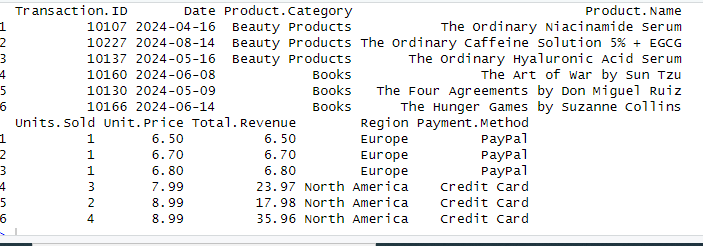 Transaction.ID Date Product.Category Product.Name
1 10107 2024-04-16 Beauty Products The Ordinary Niacinamide Serum
2 10227 2024-08-14 Beauty Products The Ordinary Caffeine Solution 5% + EGCG
3 10137 2024-05-16 Beauty Products The Ordinary Hyaluronic Acid Serum
4 10160 2024-06-08 Books The Art of War by Sun Tzu
5 10130 2024-05-09 Books The Four Agreements by Don Miguel Ruiz
6 10166 2024-06-14 Books The Hunger Games by Suzanne Collins
Units.Sold Unit.Price Total.Revenue Region Payment.Method
1 1 6.50 6.50 Europe PayPal
2 1 6.70 6.70 Europe PayPal
3 1 6.80 6.80 Europe PayPal
4 3 7.99 23.97 North America Credit Card
5 2 8.99 17.98 North America Credit Card
6 4 8.99 35.96 North America Credit Card
>